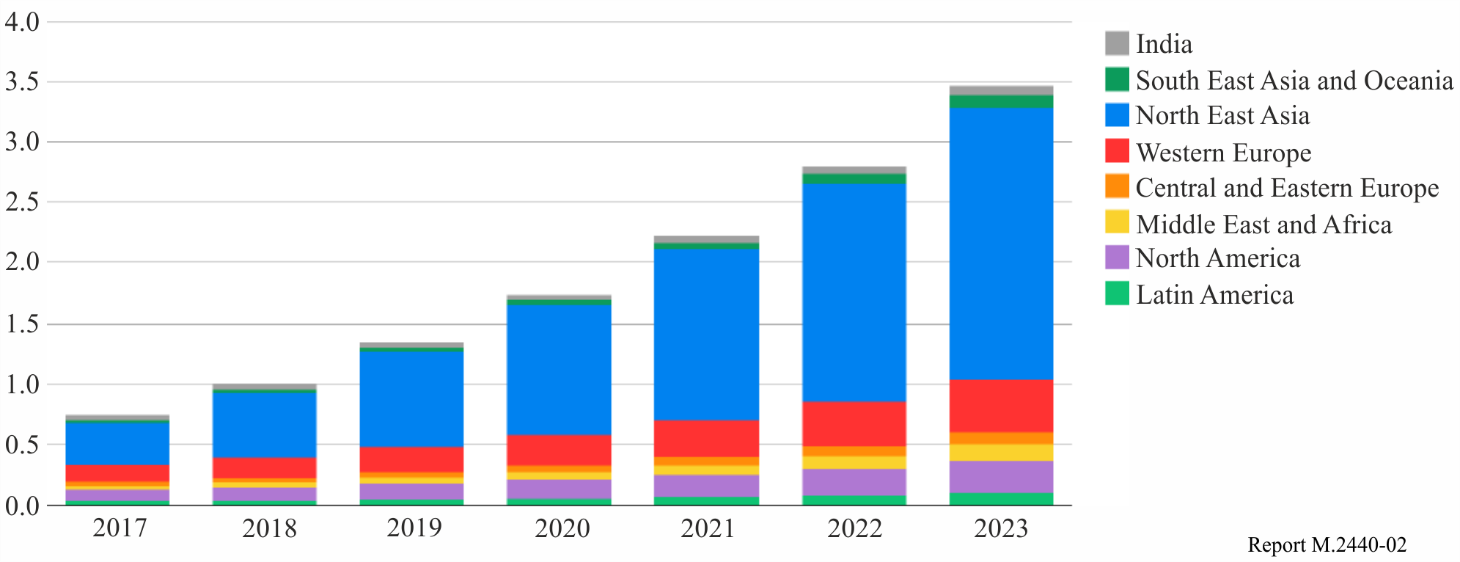 4.0
3.5
3.0
2.5
2.0
1.5
1.0
0.5
0.0
2017 2018 2019 2020 2021 2022 2023
India
South East Asia and Oceania
North East Asia
Western Europe
Central and Eastern Europe
Middle East and Africa
North America
Latin America
Report M.2440-02